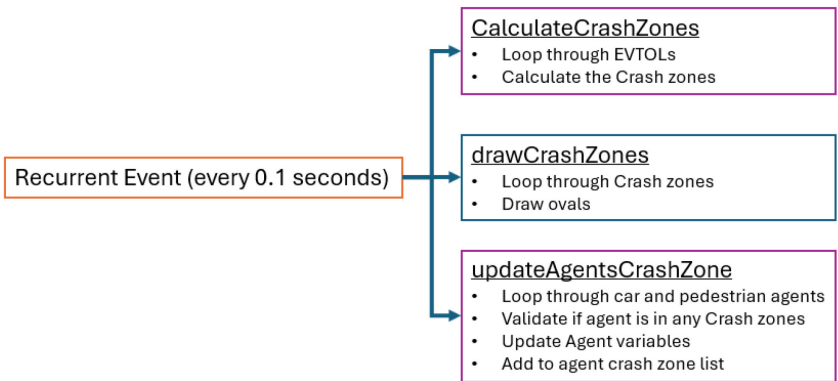 CalculateCrashZones
• Loop through EVTOLs
• Calculate the Crash zones
Recurrent Event (every 0.1 seconds)
drawCrashZones
• Loop through Crash zones
• Draw ovals
updateAgentsCrashZone
• Loop through car and pedestrian agents
• Validate if agent is in any Crash zones
• Update Agent variables
• Add to agent crash zone list